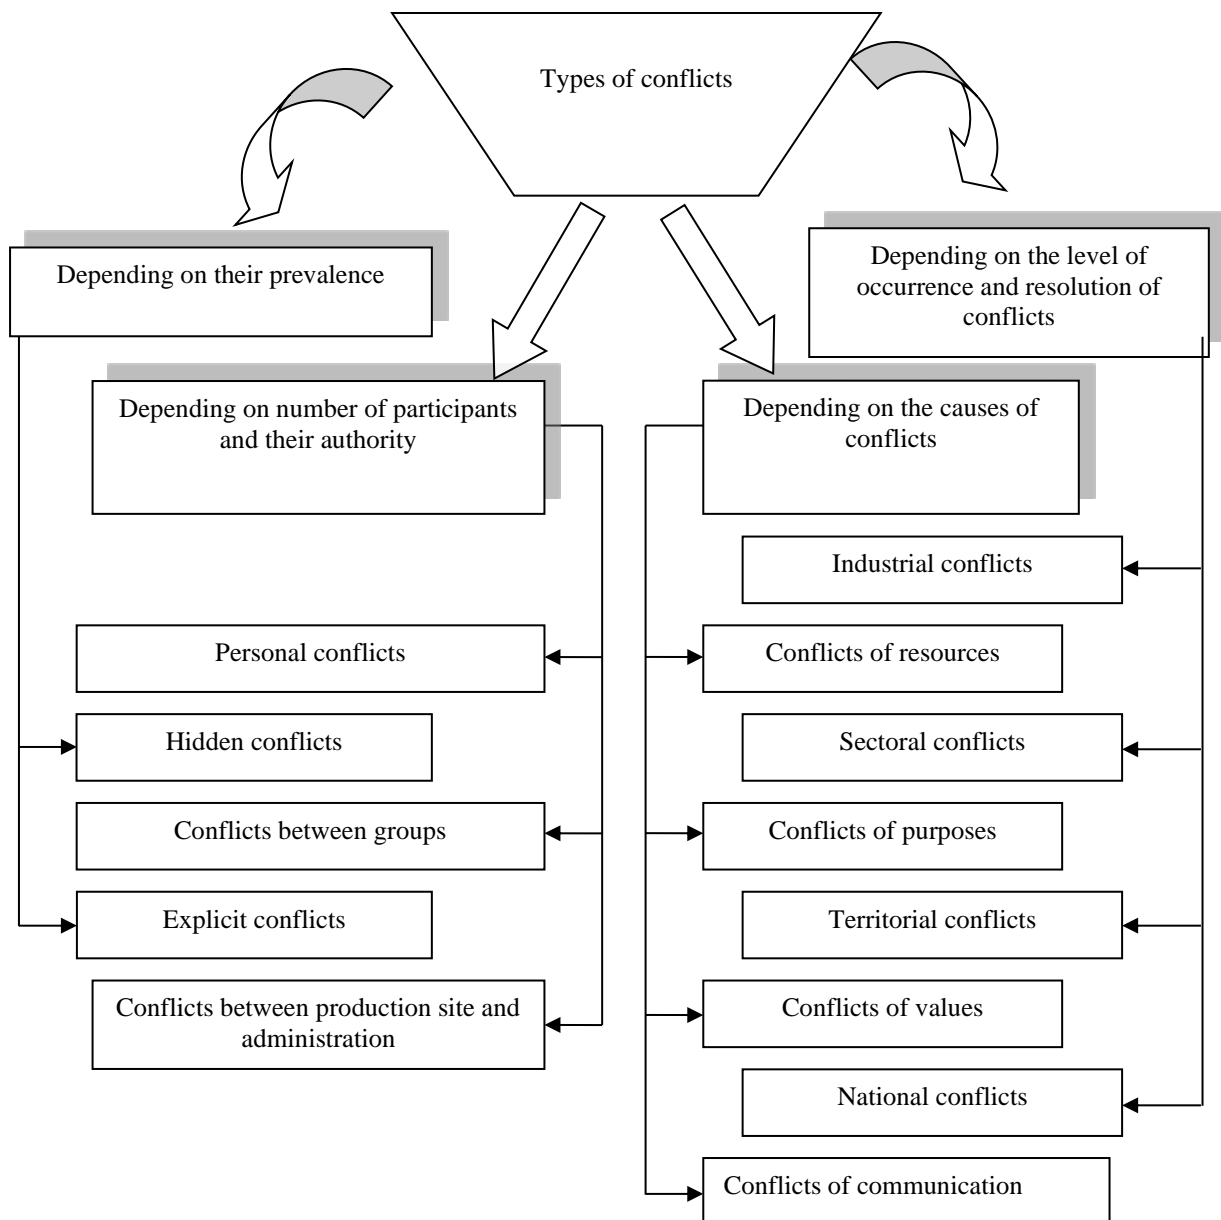 Types of conflicts
Depending on their prevalence
Depending on the level of
occurrence and resolution of
conflicts
Depending on number of participants
and their authority
Depending on the causes of
conflicts
Industrial conflicts
Personal conflicts
Conflicts of resources
Hidden conflicts
Sectoral conflicts
Conflicts between groups
Conflicts of purposes
Explicit conflicts
Territorial conflicts
Conflicts between production site and
administration
Conflicts of values
National conflicts
Conflicts of communication